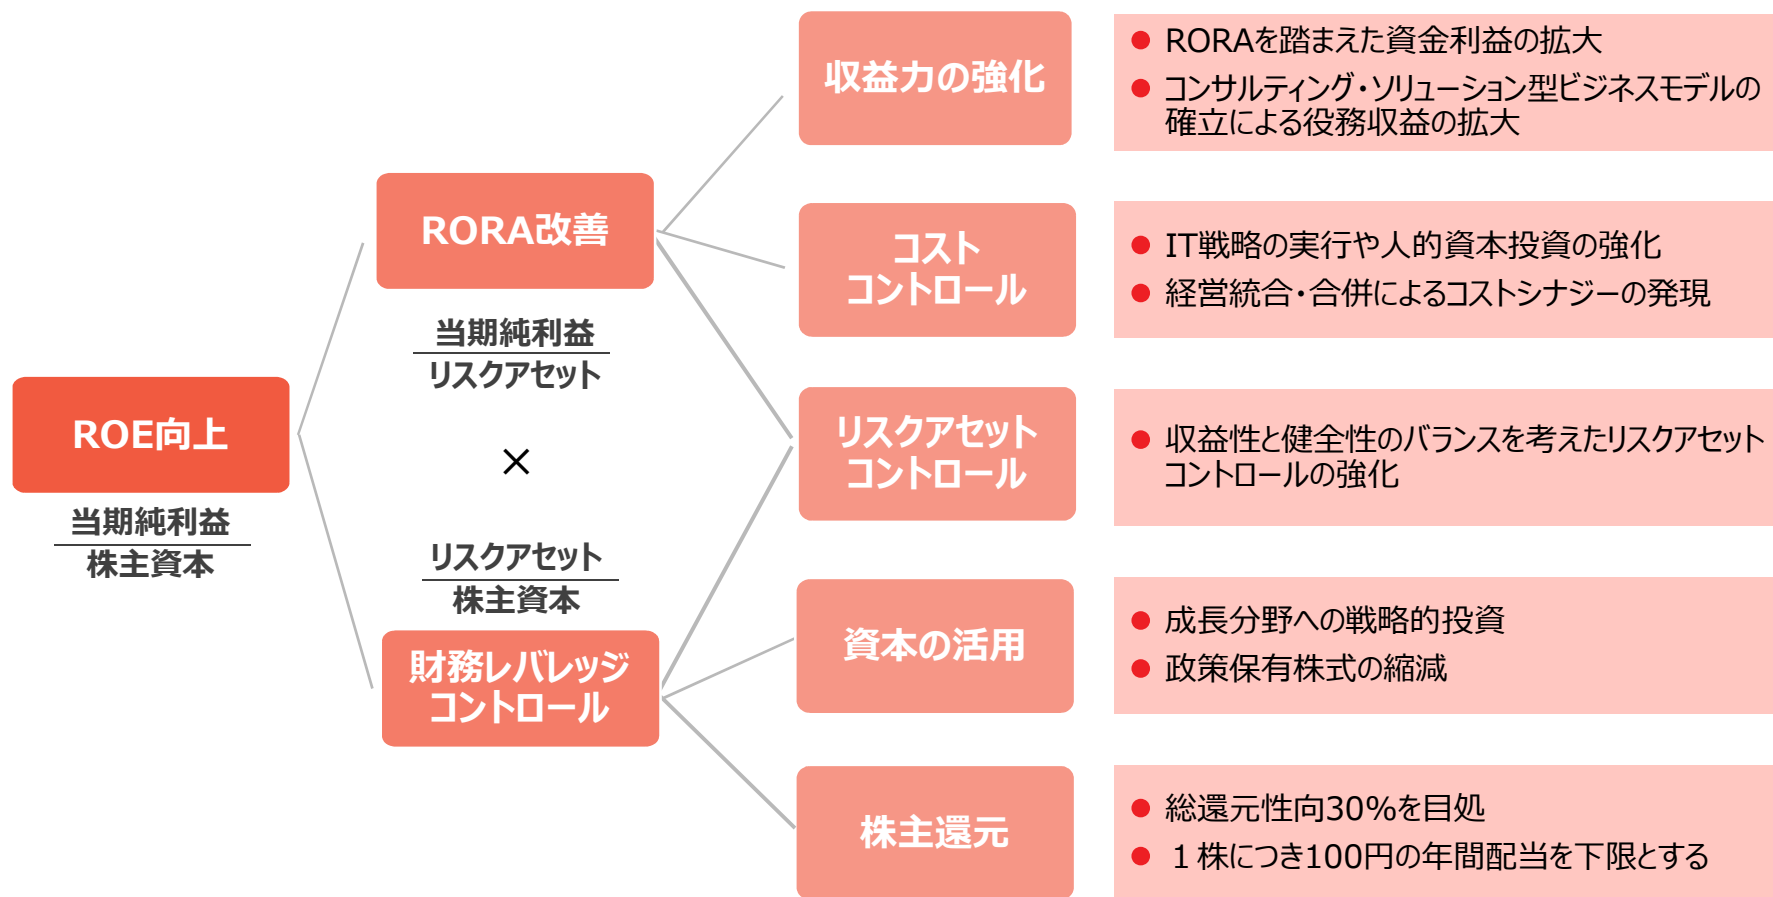 ROE向上
当期純利益
株主資本
RORA改善
当期純利益
リスクアセット
×
リスクアセット
株主資本
財務レバレッジ
コントロール
収益力の強化
● RORAを踏まえた資金利益の拡大
● コンサルティング・ソリューション型ビジネスモデルの
確立による役務収益の拡大
コスト
コントロール
● IT戦略の実行や人的資本投資の強化
● 経営統合・合併によるコストシナジーの発現
リスクアセット
コントロール
● 収益性と健全性のバランスを考えたリスクアセット
コントロールの強化
資本の活用
● 成長分野への戦略的投資
● 政策保有株式の縮減
株主還元
● 総還元性向30%を目処
● １株につき100円の年間配当を下限とする